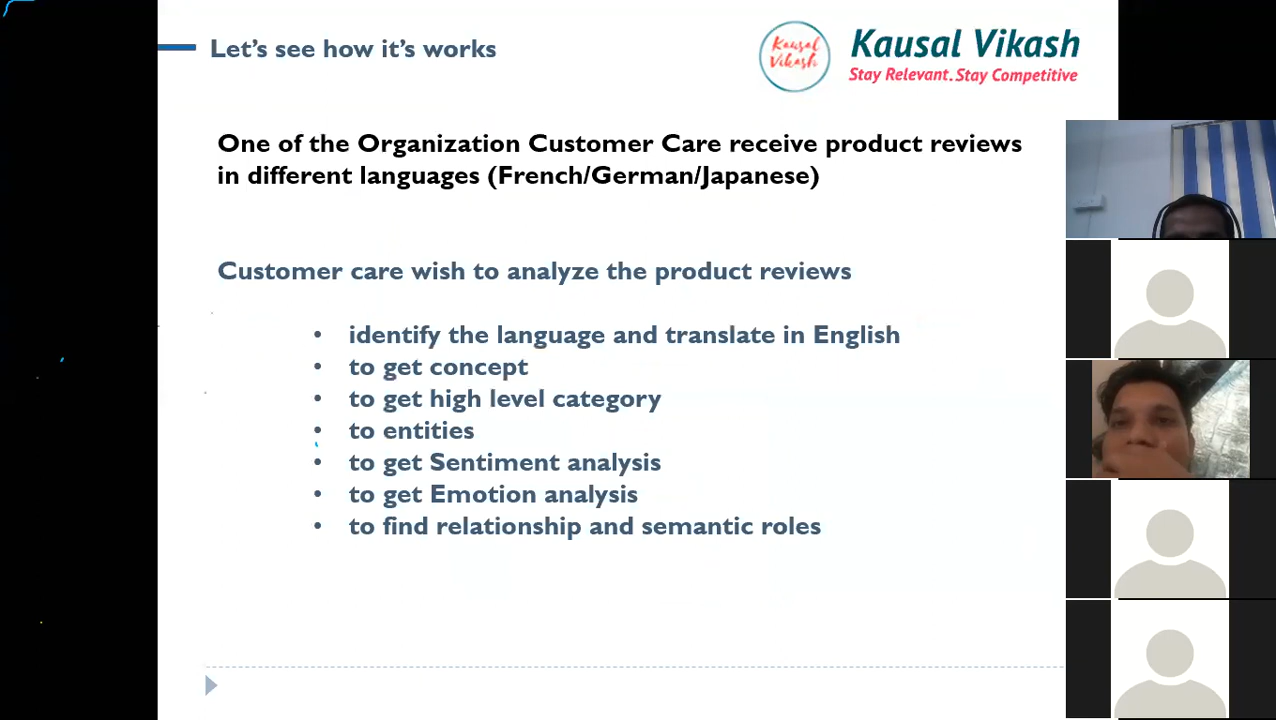 Let's see how it's works
Kausal
Vikash
Kausal Vikash
Stay Relevant. Stay Competitive
One of the Organization Customer Care receive product reviews
in different languages (French/German/Japanese)
Customer care wish to analyze the product reviews
• identify the language and translate in English
• to get concept
• to get high level category
• to entities
• to get Sentiment analysis
• to get Emotion analysis
• to find relationship and semantic roles